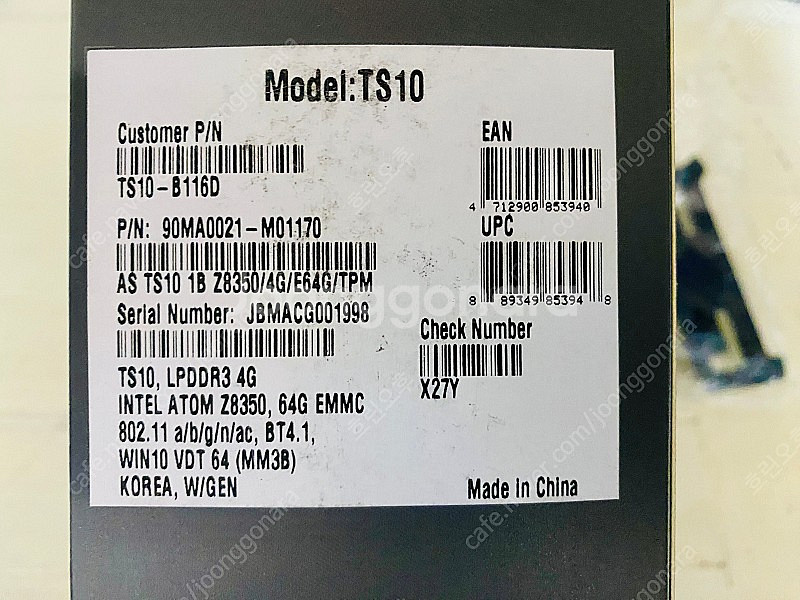 Model:TS10
Customer P/N
TS10-B116D
P/N: 90MA0021-M01170
AS TS10 1B Z8350/4G/E64G/TPM
Serial Number: JBMACG001998
TS10, LPDDR3 4G
INTEL ATOM Z8350, 64G EMMC
802.11 a/b/g/n/ac, BT4.1,
WIN10 VDT 64 (MM3B)
KOREA, W/GEN
EAN
4 712900 853940
UPC
8 89349 85394 8
Check Number
X27Y
Made In China
joonggonara